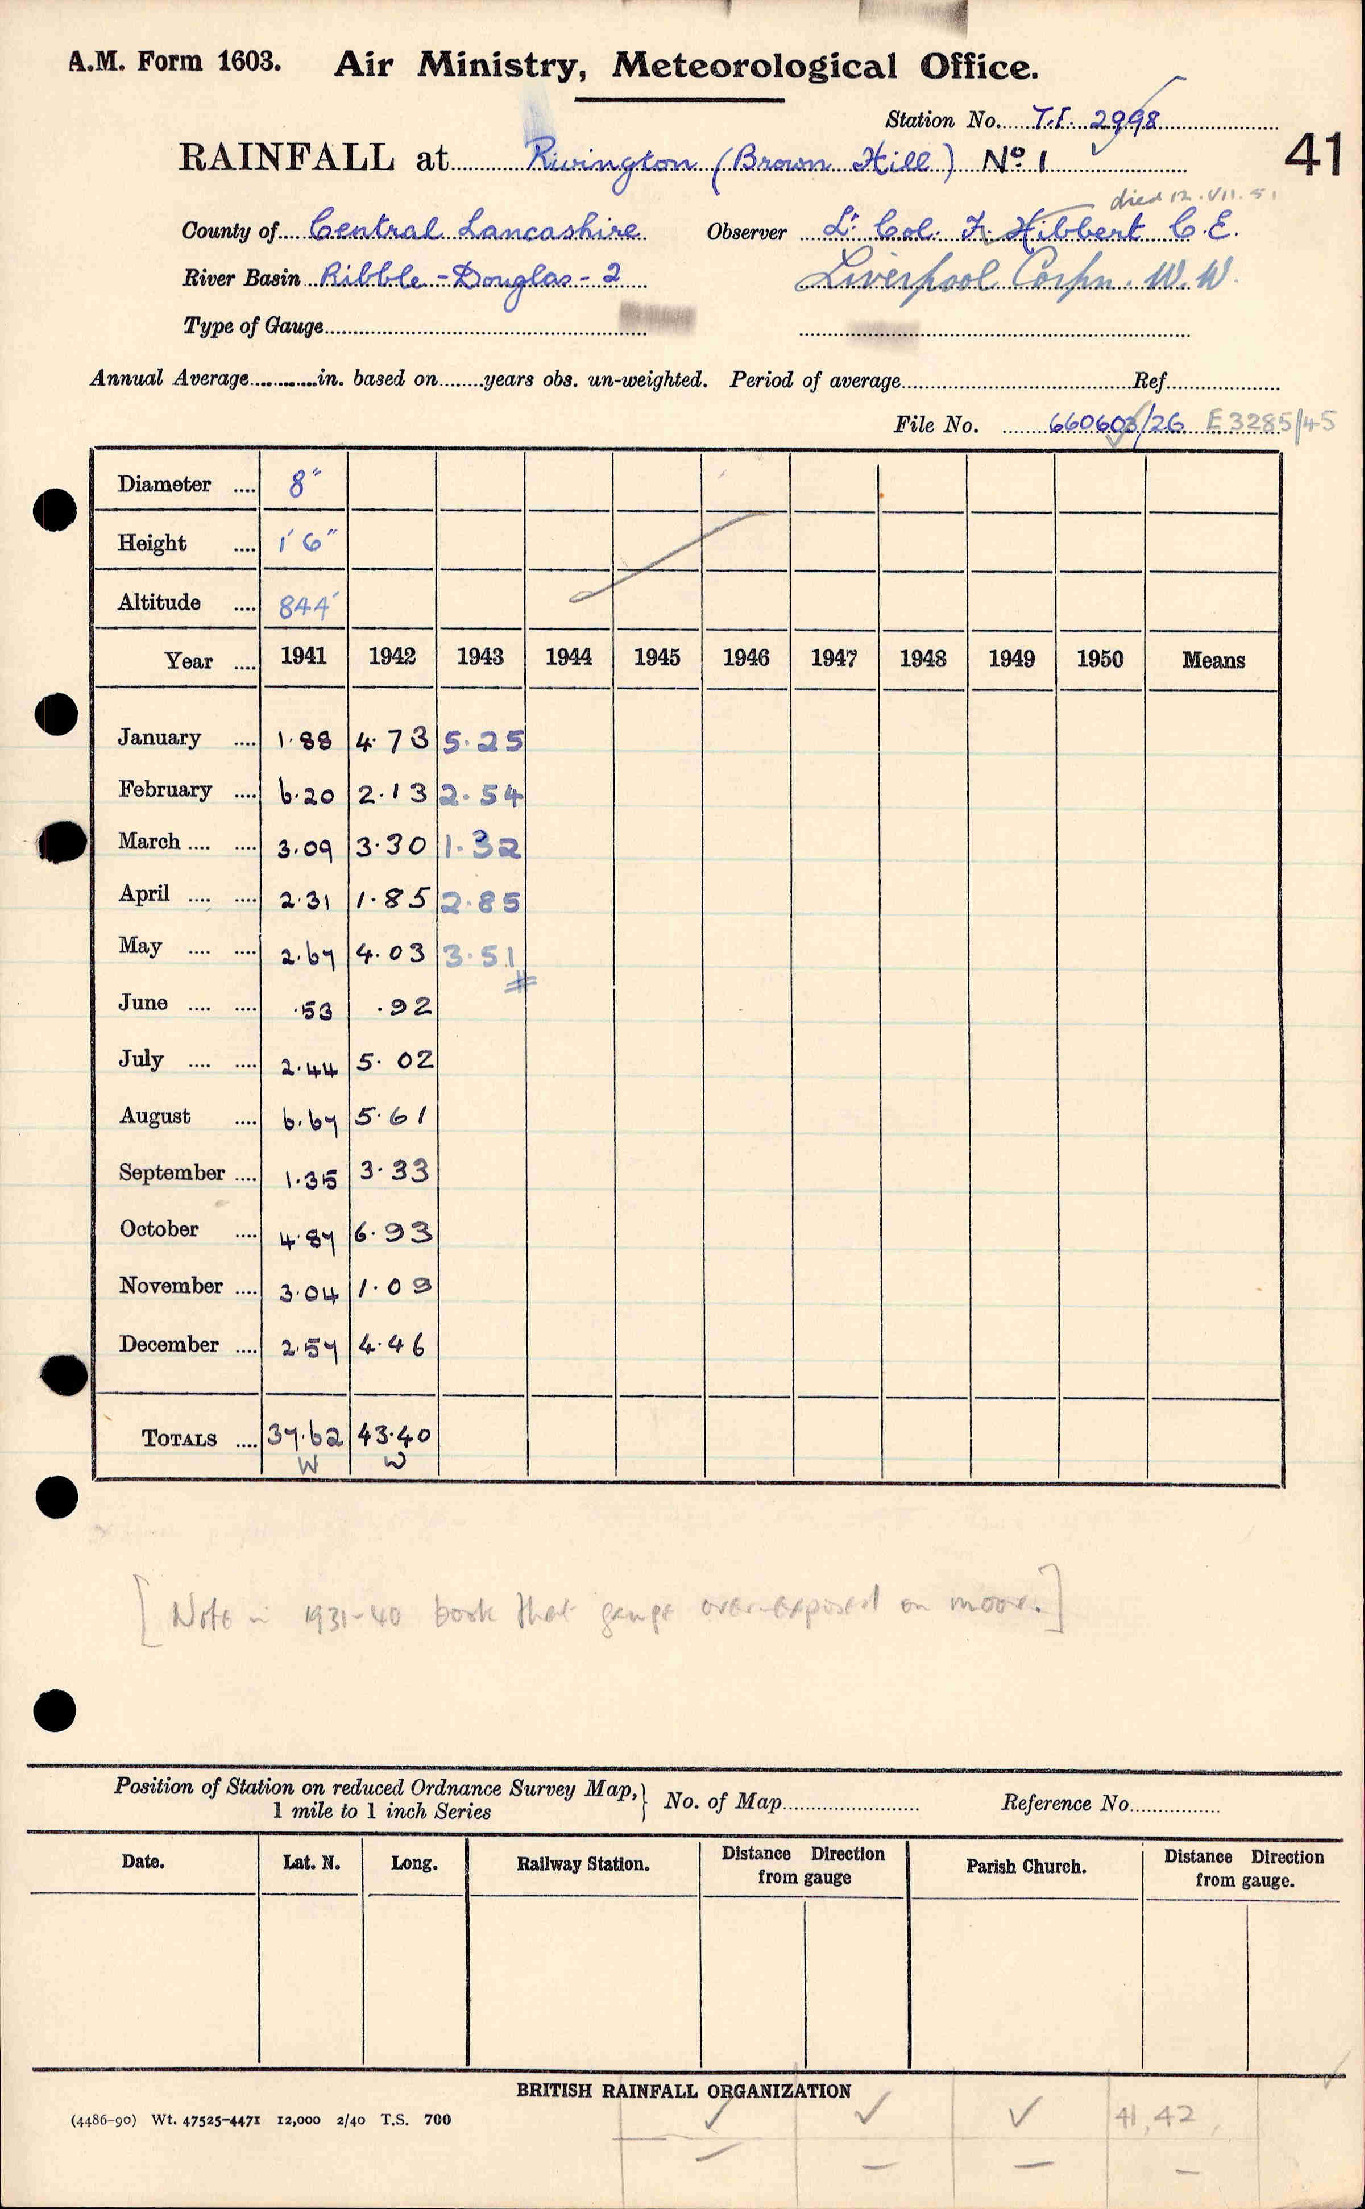 A.M. Form 1603. Air Ministry, Meteorological Office.
Station No. T.I. 2998
RAINFALL at Rivington (Brown Hill) No 1
41
died 12.VII.51
County of Central Lancashire Observer Lt. Col. F. Hibbert C.E.
River Basin Ribble - Douglas - 2 Liverpool Corpn. W.W.
Type of Gauge
Annual Average in. based on years obs. un-weighted. Period of average Ref
File No. 660603/26 E3285/45
Diameter 8"
Height 1' 6"
Altitude 844'
Year 1941 1942 1943 1944 1945 1946 1947 1948 1949 1950 Means
January 1.88 4.73 5.25
February 6.20 2.13 2.54
March 3.09 3.30 1.32
April 2.31 1.85 2.85
May 2.67 4.03 3.51
#
June .53 .92
July 2.44 5.02
August 6.67 5.61
September 1.35 3.33
October 4.87 6.93
November 3.04 1.09
December 2.57 4.46
TOTALS 37.62 43.40
W W
[Note in 1931-40 book that gauge over-exposed on moor.]
Position of Station on reduced Ordnance Survey Map, } No. of Map Reference No.
1 mile to 1 inch Series
Date. Lat. N. Long. Railway Station. Distance Direction from gauge Parish Church. Distance Direction from gauge.
BRITISH RAINFALL ORGANIZATION
(4486-90) Wt. 47525-4471 12,000 2/40 T.S. 700
41, 42,